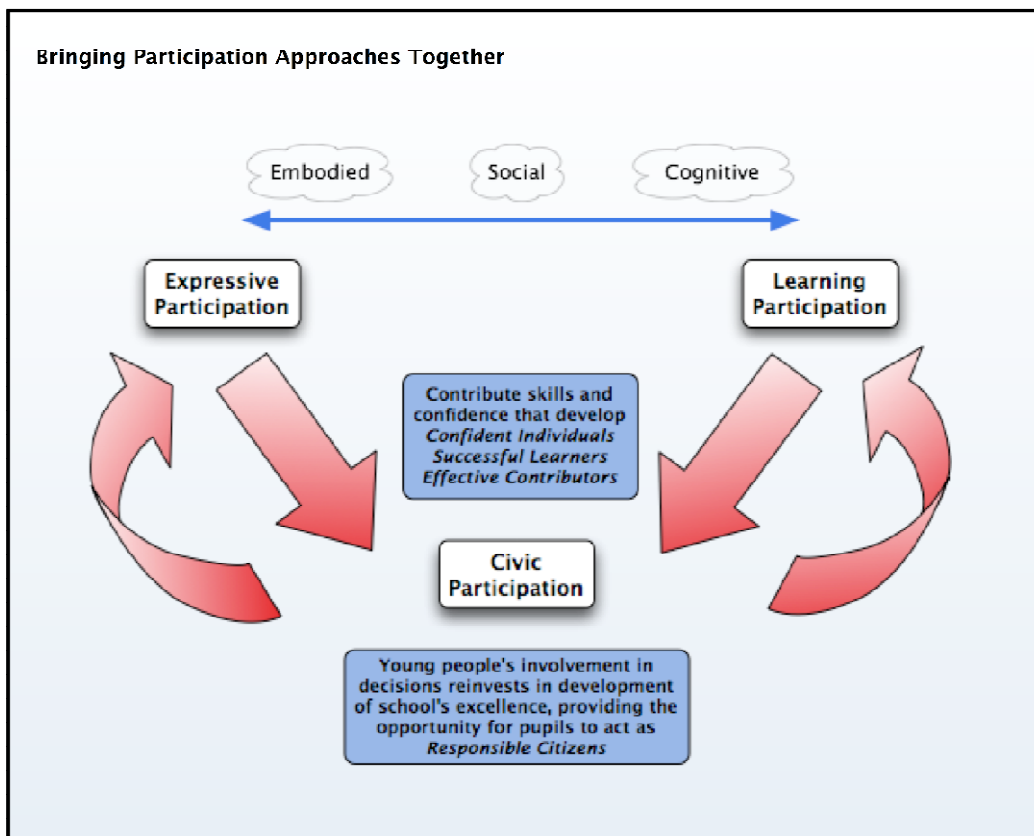 Bringing Participation Approaches Together
Embodied
Social
Cognitive
Expressive
Participation
Learning
Participation
Contribute skills and
confidence that develop
Confident Individuals
Successful Learners
Effective Contributors
Civic
Participation
Young people's involvement in
decisions reinvests in development
of school's excellence, providing the
opportunity for pupils to act as
Responsible Citizens